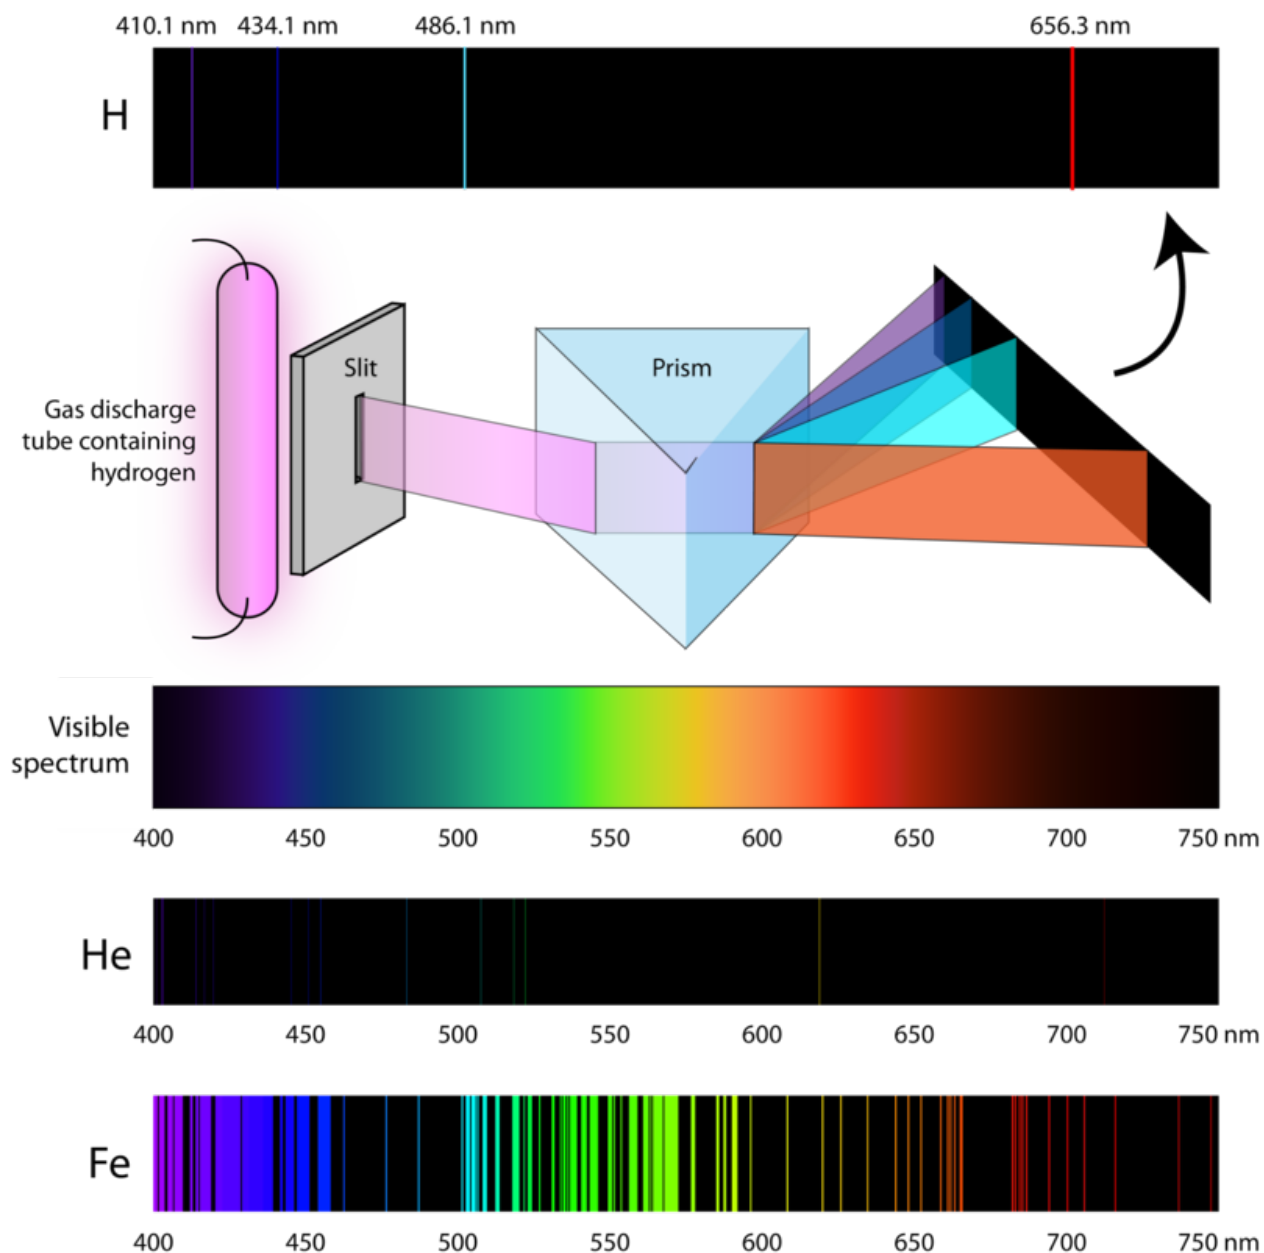 410.1 nm 434.1 nm 486.1 nm 656.3 nm
H
Slit
Prism
Gas discharge
tube containing
hydrogen
Visible
spectrum
400 450 500 550 600 650 700 750 nm
He
400 450 500 550 600 650 700 750 nm
Fe
400 450 500 550 600 650 700 750 nm